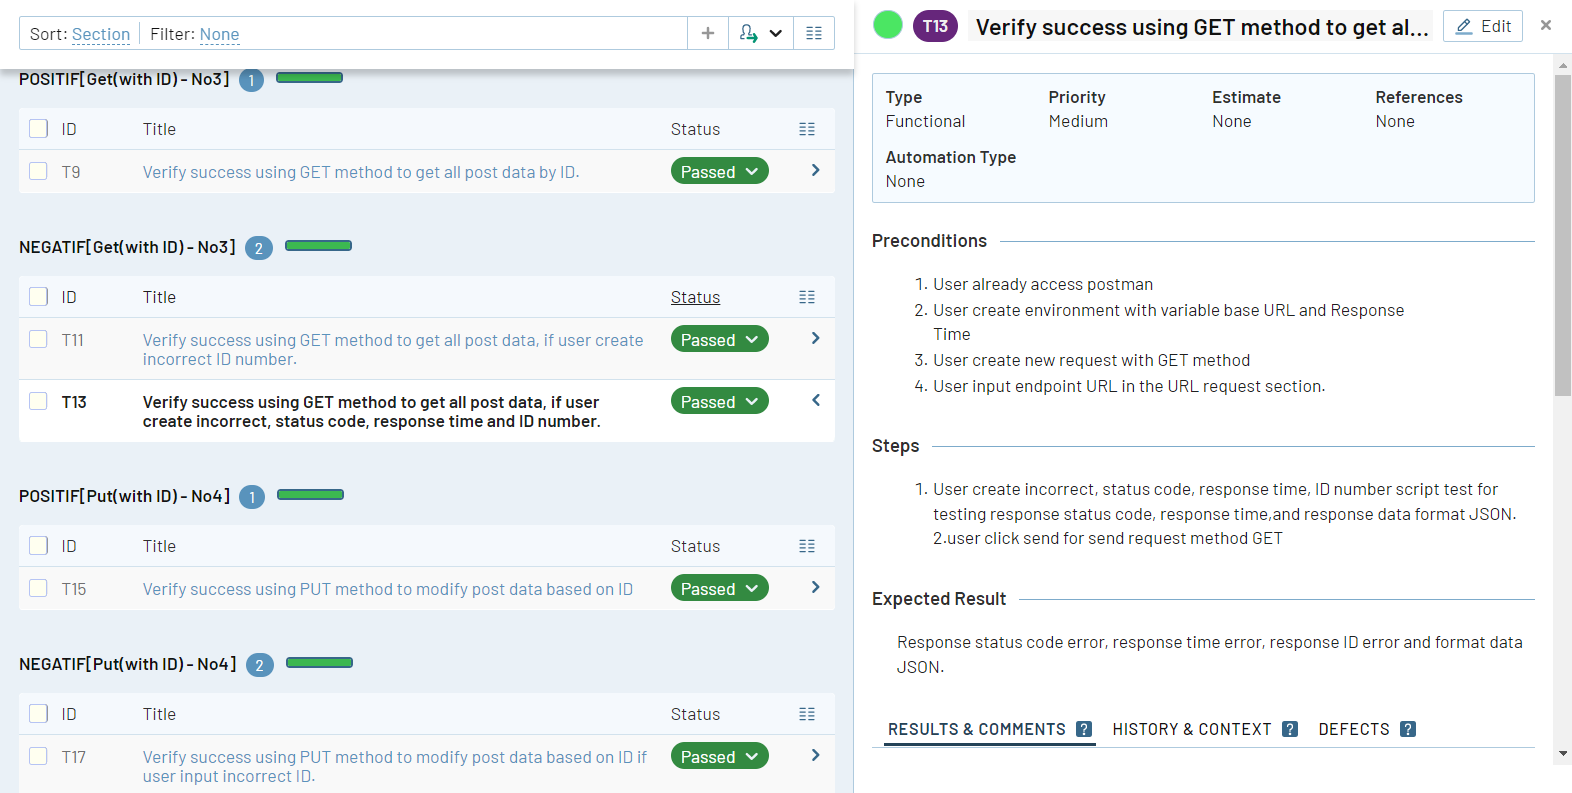 Sort: Section Filter: None
POSITIF[Get(with ID) - No3] 1
ID Title Status
T9 Verify success using GET method to get all post data by ID. Passed
NEGATIF[Get(with ID) - No3] 2
ID Title Status
T11 Verify success using GET method to get all post data, if user create Passed
incorrect ID number.
T13 Verify success using GET method to get all post data, if user Passed
create incorrect, status code, response time and ID number.
POSITIF[Put(with ID) - No4] 1
ID Title Status
T15 Verify success using PUT method to modify post data based on ID Passed
NEGATIF[Put(with ID) - No4] 2
ID Title Status
T17 Verify success using PUT method to modify post data based on ID if Passed
user input incorrect ID.
T13 Verify success using GET method to get al... Edit
Type Priority Estimate References
Functional Medium None None
Automation Type
None
Preconditions
1. User already access postman
2. User create environment with variable base URL and Response
Time
3. User create new request with GET method
4. User input endpoint URL in the URL request section.
Steps
1. User create incorrect, status code, response time, ID number script test for
testing response status code, response time,and response data format JSON.
2.user click send for send request method GET
Expected Result
Response status code error, response time error, response ID error and format data
JSON.
RESULTS & COMMENTS ? HISTORY & CONTEXT ? DEFECTS ?